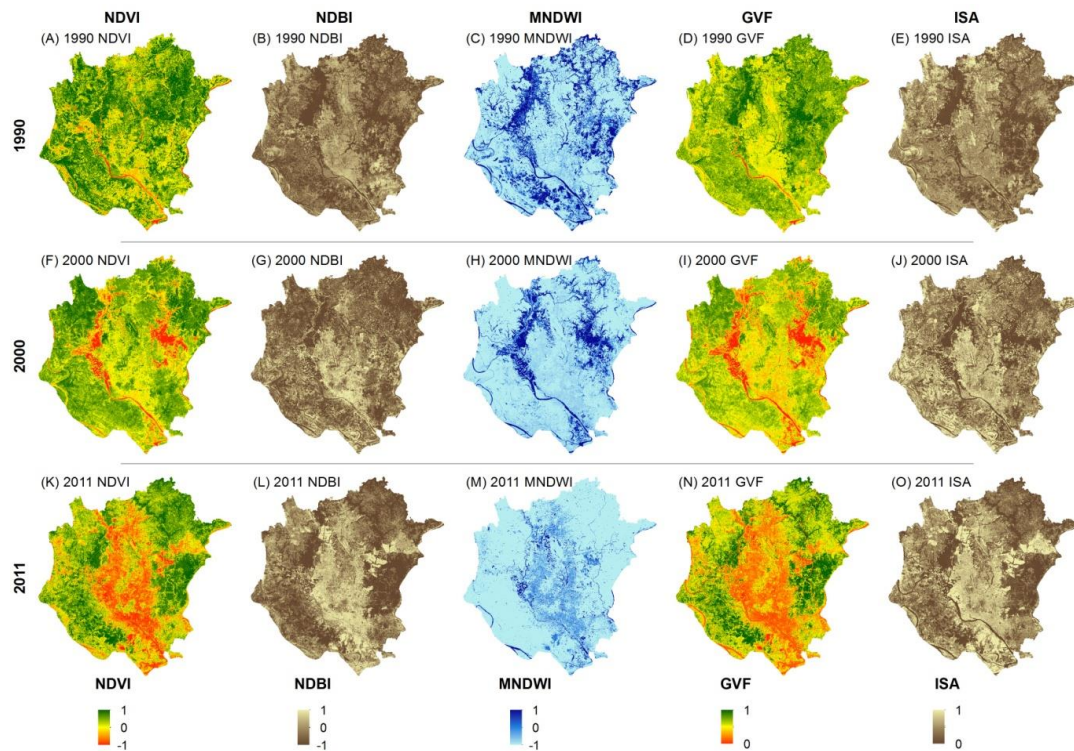 NDVI NDBI MNDWI GVF ISA
(A) 1990 NDVI (B) 1990 NDBI (C) 1990 MNDWI (D) 1990 GVF (E) 1990 ISA
1990
(F) 2000 NDVI (G) 2000 NDBI (H) 2000 MNDWI (I) 2000 GVF (J) 2000 ISA
2000
(K) 2011 NDVI (L) 2011 NDBI (M) 2011 MNDWI (N) 2011 GVF (O) 2011 ISA
2011
NDVI NDBI MNDWI GVF ISA
1 1 1 1 1
0 0 0
-1 -1 -1 0 0